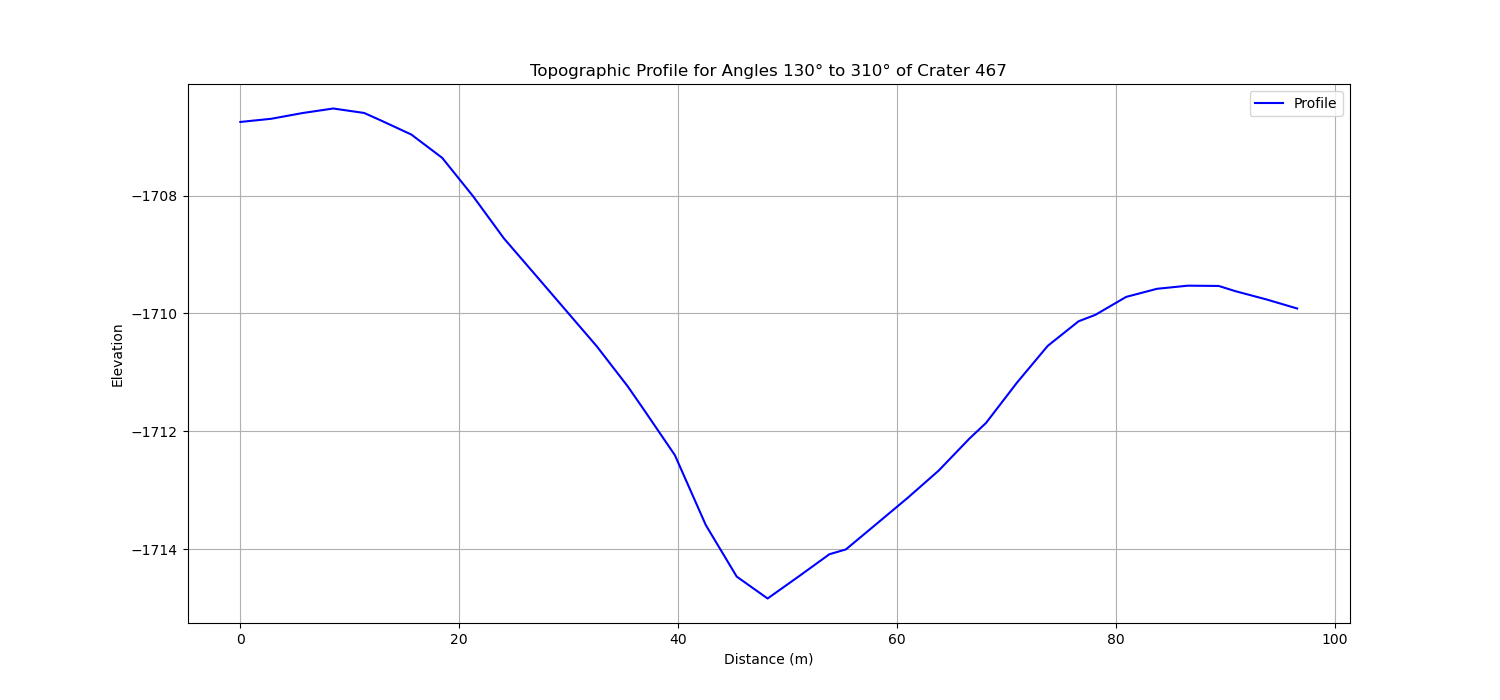 Topographic Profile for Angles 130° to 310° of Crater 467
Profile
−1708
−1710
−1712
−1714
Elevation
0 20 40 60 80 100
Distance (m)